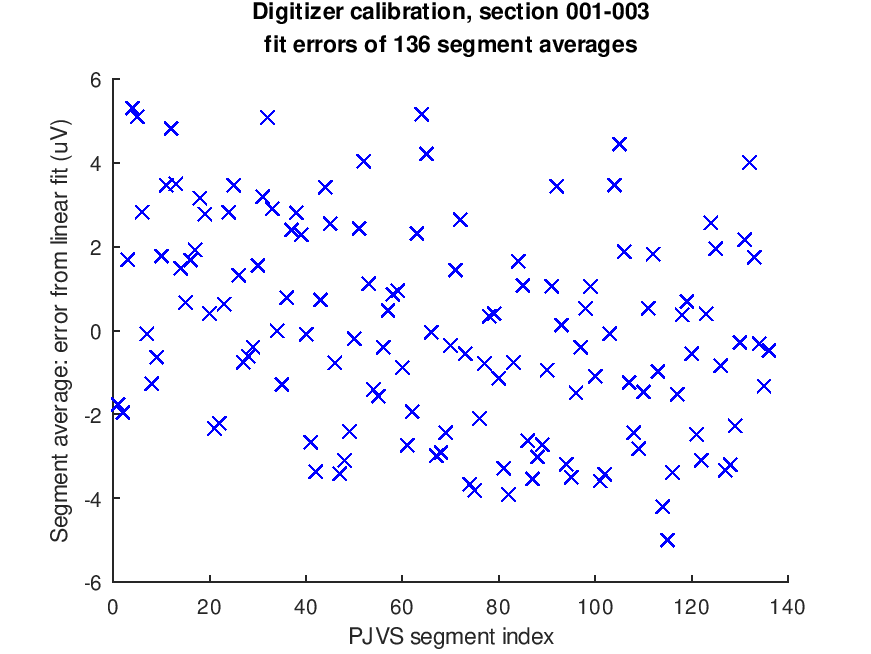 Digitizer calibration, section 001-003
fit errors of 136 segment averages
Segment average: error from linear fit (uV)
6
4
2
0
-2
-4
-6
0 20 40 60 80 100 120 140
PJVS segment index